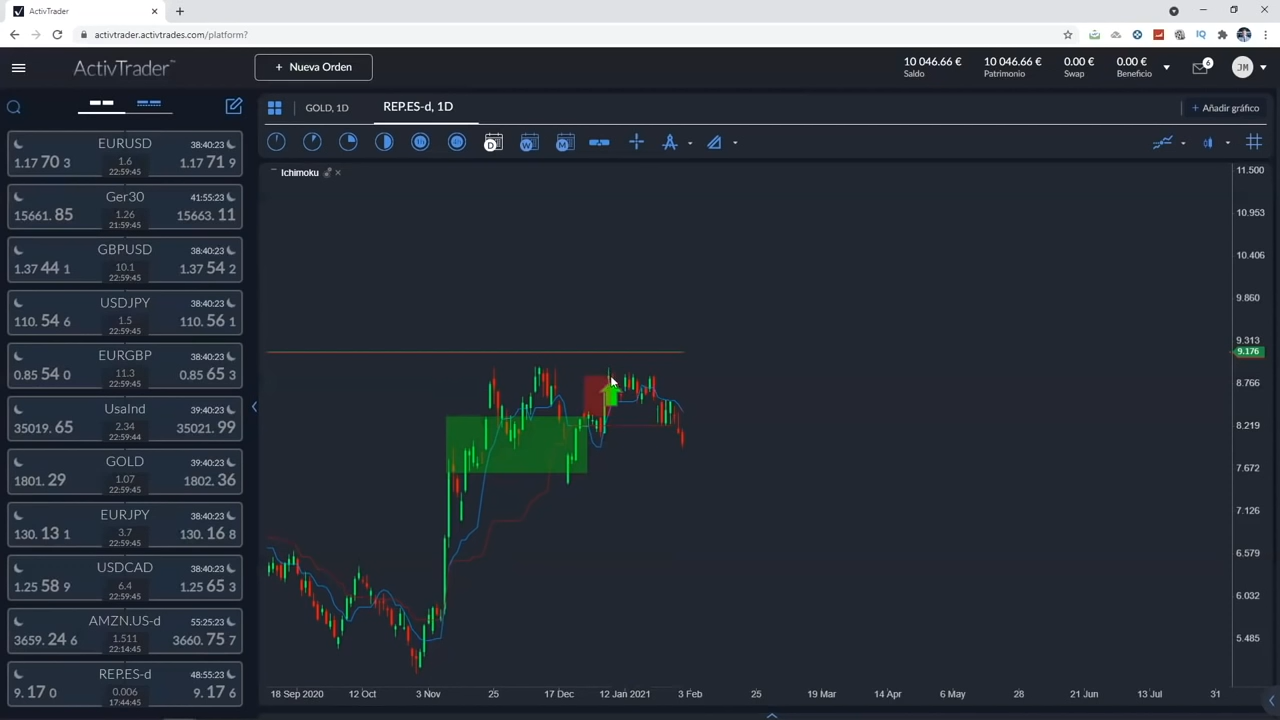 ActivTrader
activtrader.activtrades.com/platform?
ActivTrader™
+ Nueva Orden
10 046.66 € 10 046.66 € 0.00 € 0.00 €
Saldo Patrimonio Swap Beneficio
6
JM
GOLD, 1D
REP.ES-d, 1D
+ Añadir gráfico
D
W
M
Ichimoku
EURUSD 38:40:23
1.17 70 3 1.6 1.17 71 9
22:59:45
Ger30 41:55:23
15661. 85 1.26 15663. 11
21:59:45
GBPUSD 38:40:23
1.37 44 1 10.1 1.37 54 2
22:59:45
USDJPY 38:40:23
110. 54 6 1.5 110. 56 1
22:59:45
EURGBP 38:40:23
0.85 54 0 11.3 0.85 65 3
22:59:45
UsaInd 39:40:23
35019. 65 2.34 35021. 99
22:59:44
GOLD 39:40:23
1801. 29 1.07 1802. 36
22:59:45
EURJPY 38:40:23
130. 13 1 3.7 130. 16 8
22:59:45
USDCAD 38:40:23
1.25 58 9 6.4 1.25 65 3
22:59:45
AMZN.US-d 55:25:23
3659. 24 6 1.511 3660. 75 7
22:14:45
REP.ES-d 48:55:23
9. 17 0 0.006 9. 17 6
17:44:45
11.500
10.953
10.406
9.860
9.313
9.176
8.766
8.219
7.672
7.126
6.579
6.032
5.485
18 Sep 2020 12 Oct 3 Nov 25 17 Dec 12 Jan 2021 3 Feb 25 19 Mar 14 Apr 6 May 28 21 Jun 13 Jul 31